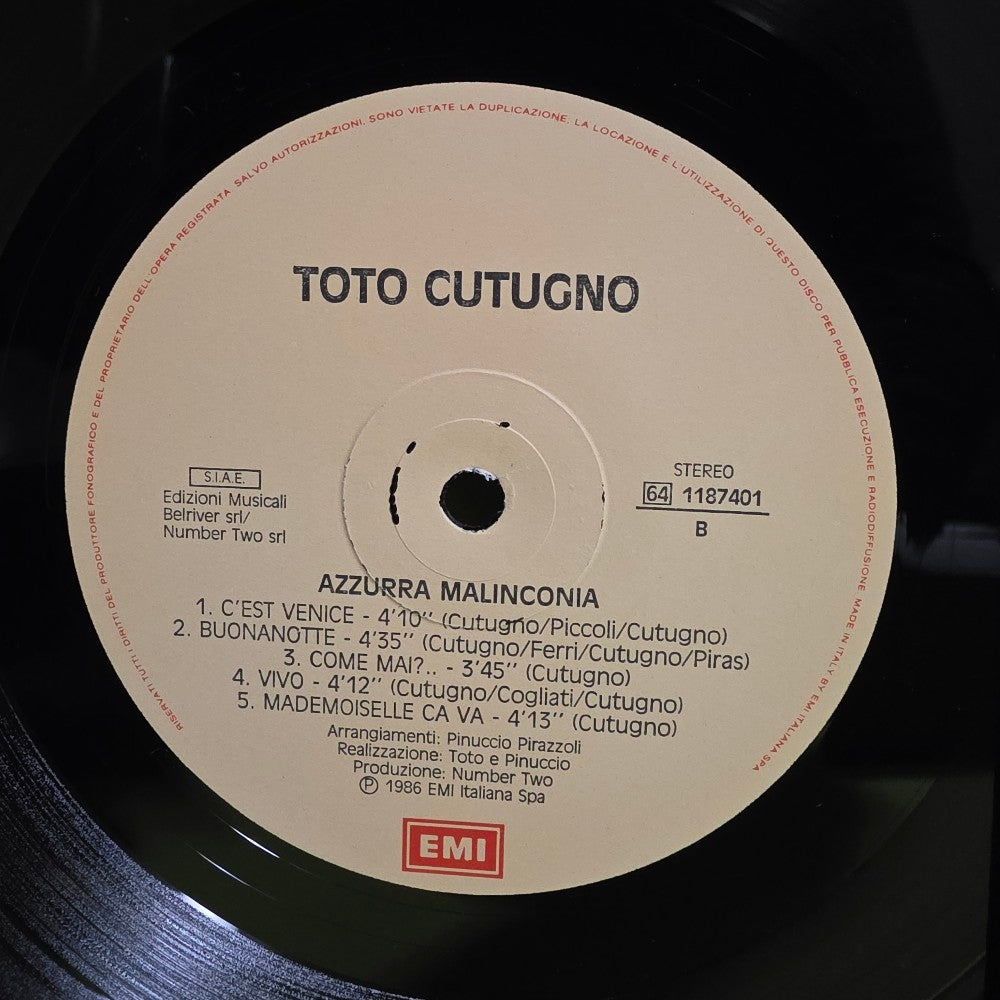 RISERVATI TUTTI I DIRITTI DEL PRODUTTORE FONOGRAFICO E DEL PROPRIETARIO DELL'OPERA REGISTRATA. SALVO AUTORIZZAZIONI, SONO VIETATE LA DUPLICAZIONE, LA LOCAZIONE E L'UTILIZZAZIONE DI QUESTO DISCO PER PUBBLICA ESECUZIONE E RADIODIFFUSIONE. MADE IN ITALY BY EMI ITALIANA SPA
TOTO CUTUGNO
S.I.A.E.
Edizioni Musicali
Belriver srl/
Number Two srl
STEREO
64 1187401
B
AZZURRA MALINCONIA
1. C'EST VENICE - 4'10'' (Cutugno/Piccoli/Cutugno)
2. BUONANOTTE - 4'35'' (Cutugno/Ferri/Cutugno/Piras)
3. COME MAI?.. - 3'45'' (Cutugno)
4. VIVO - 4'12'' (Cutugno/Cogliati/Cutugno)
5. MADEMOISELLE CA VA - 4'13'' (Cutugno)
Arrangiamenti: Pinuccio Pirazzoli
Realizzazione: Toto e Pinuccio
Produzione: Number Two
Ⓟ 1986 EMI Italiana Spa
EMI